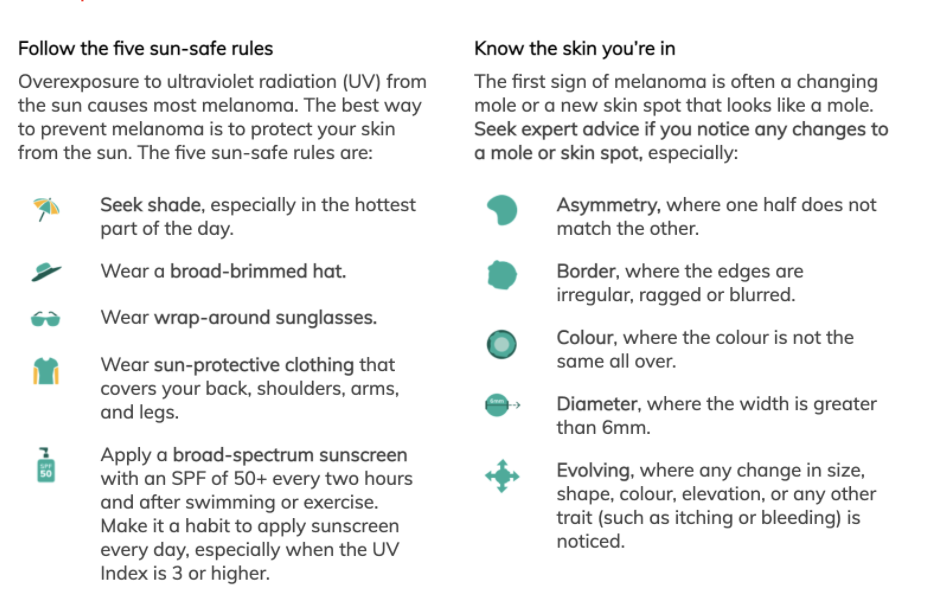 Follow the five sun-safe rules
Overexposure to ultraviolet radiation (UV) from
the sun causes most melanoma. The best way
to prevent melanoma is to protect your skin
from the sun. The five sun-safe rules are:
Seek shade, especially in the hottest
part of the day.
Wear a broad-brimmed hat.
Wear wrap-around sunglasses.
Wear sun-protective clothing that
covers your back, shoulders, arms,
and legs.
SPF
50
Apply a broad-spectrum sunscreen
with an SPF of 50+ every two hours
and after swimming or exercise.
Make it a habit to apply sunscreen
every day, especially when the UV
Index is 3 or higher.
Know the skin you’re in
The first sign of melanoma is often a changing
mole or a new skin spot that looks like a mole.
Seek expert advice if you notice any changes to
a mole or skin spot, especially:
Asymmetry, where one half does not
match the other.
Border, where the edges are
irregular, ragged or blurred.
Colour, where the colour is not the
same all over.
6mm
Diameter, where the width is greater
than 6mm.
Evolving, where any change in size,
shape, colour, elevation, or any other
trait (such as itching or bleeding) is
noticed.